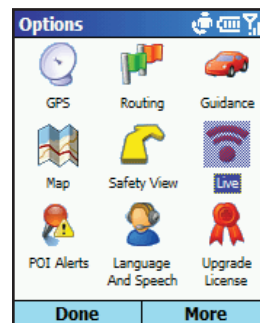 Options
GPS
Routing
Guidance
Map
Safety View
Live
POI Alerts
Language
And Speech
Upgrade
License
Done
More